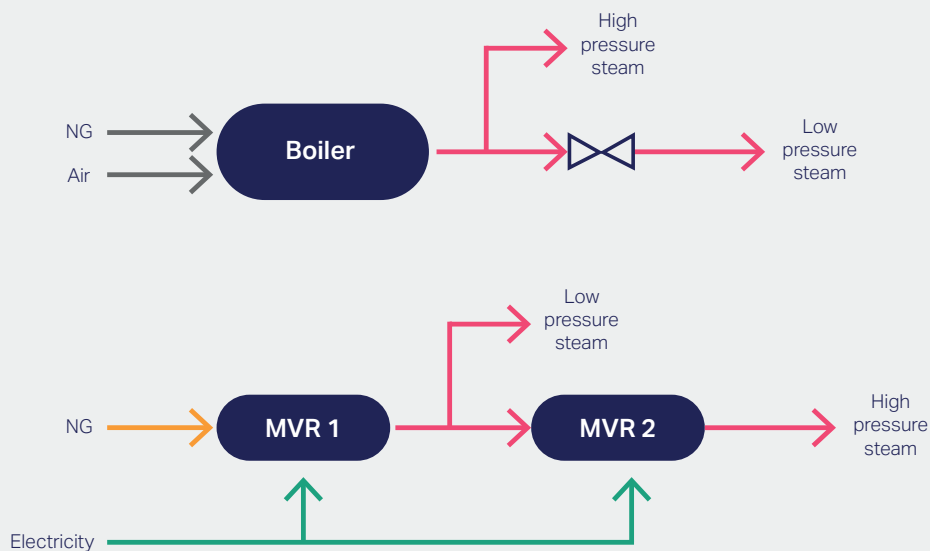 High
pressure
steam
NG
Air
Boiler
Low
pressure
steam
Low
pressure
steam
NG
MVR 1
MVR 2
High
pressure
steam
Electricity